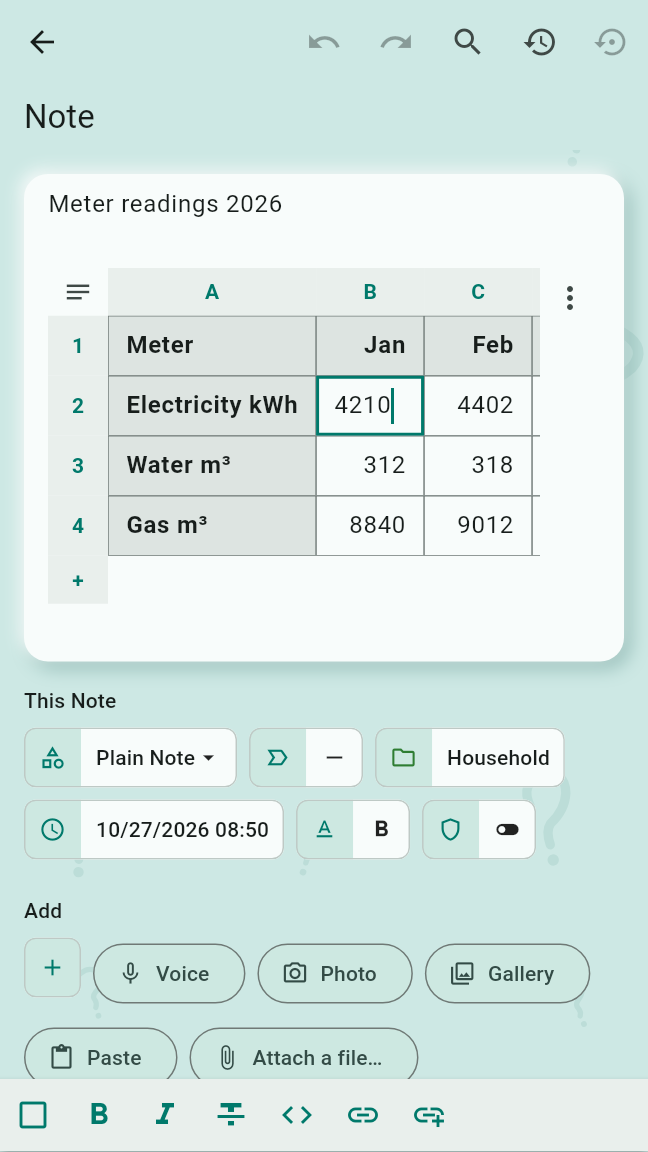 Note
Meter readings 2026
A B C
1 Meter Jan Feb
2 Electricity kWh 4210 4402
3 Water m³ 312 318
4 Gas m³ 8840 9012
+
This Note
Plain Note — Household
10/27/2026 08:50 A B
Add
+ Voice Photo Gallery
Paste Attach a file...
B I T <>